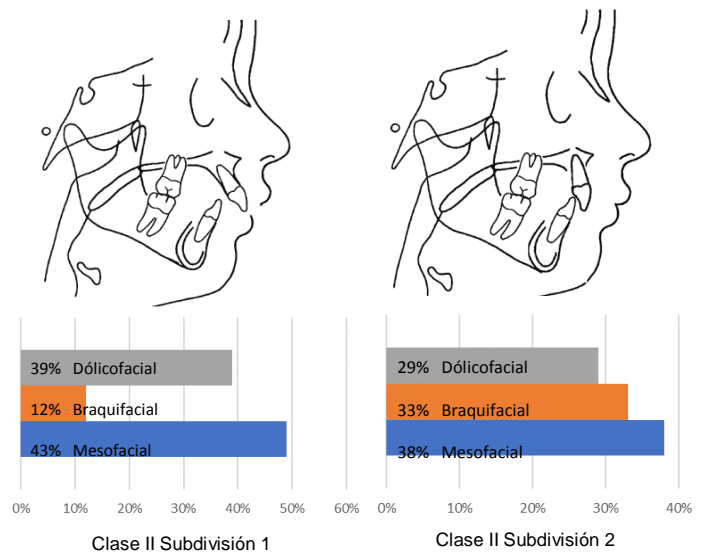 39% Dólicofacial
12% Braquifacial
43% Mesofacial
0% 10% 20% 30% 40% 50% 60%
Clase II Subdivisión 1
29% Dólicofacial
33% Braquifacial
38% Mesofacial
0% 10% 20% 30% 40%
Clase II Subdivisión 2